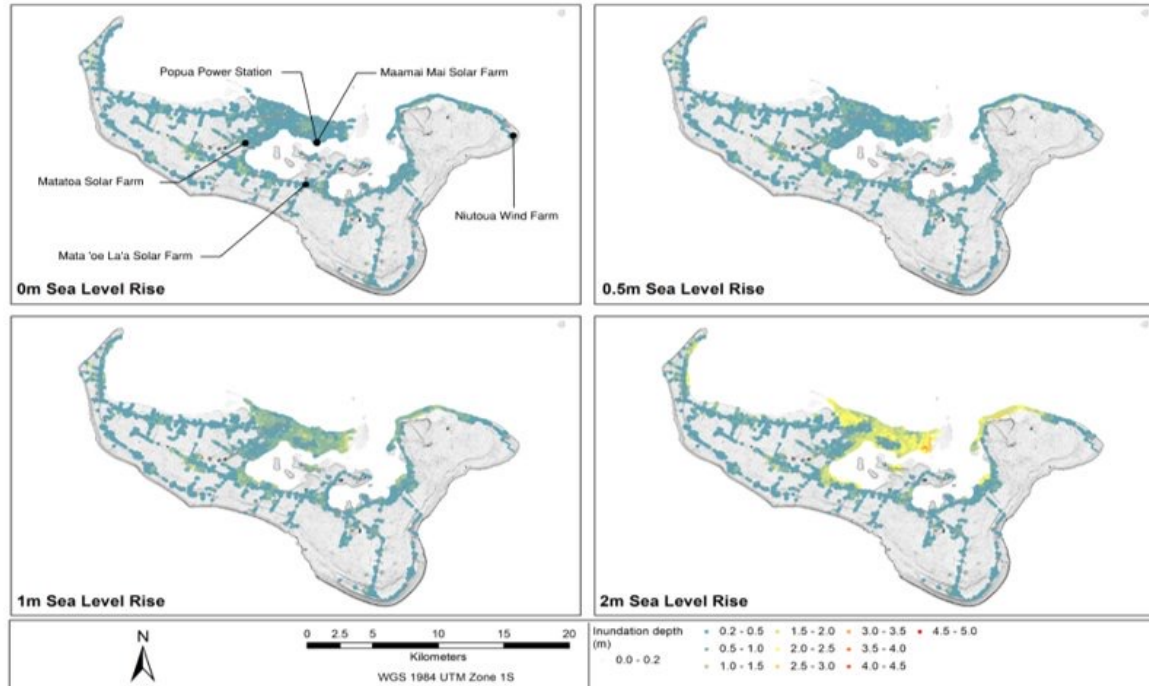 Popua Power Station
Maamai Mai Solar Farm
Matatoa Solar Farm
Niutoua Wind Farm
Mata 'oe La'a Solar Farm
0m Sea Level Rise
0.5m Sea Level Rise
1m Sea Level Rise
2m Sea Level Rise
N
0 2.5 5 10 15 20
Kilometers
WGS 1984 UTM Zone 1S
Inundation depth
(m)
0.0 - 0.2
0.2 - 0.5 1.5 - 2.0 3.0 - 3.5 4.5 - 5.0
0.5 - 1.0 2.0 - 2.5 3.5 - 4.0
1.0 - 1.5 2.5 - 3.0 4.0 - 4.5